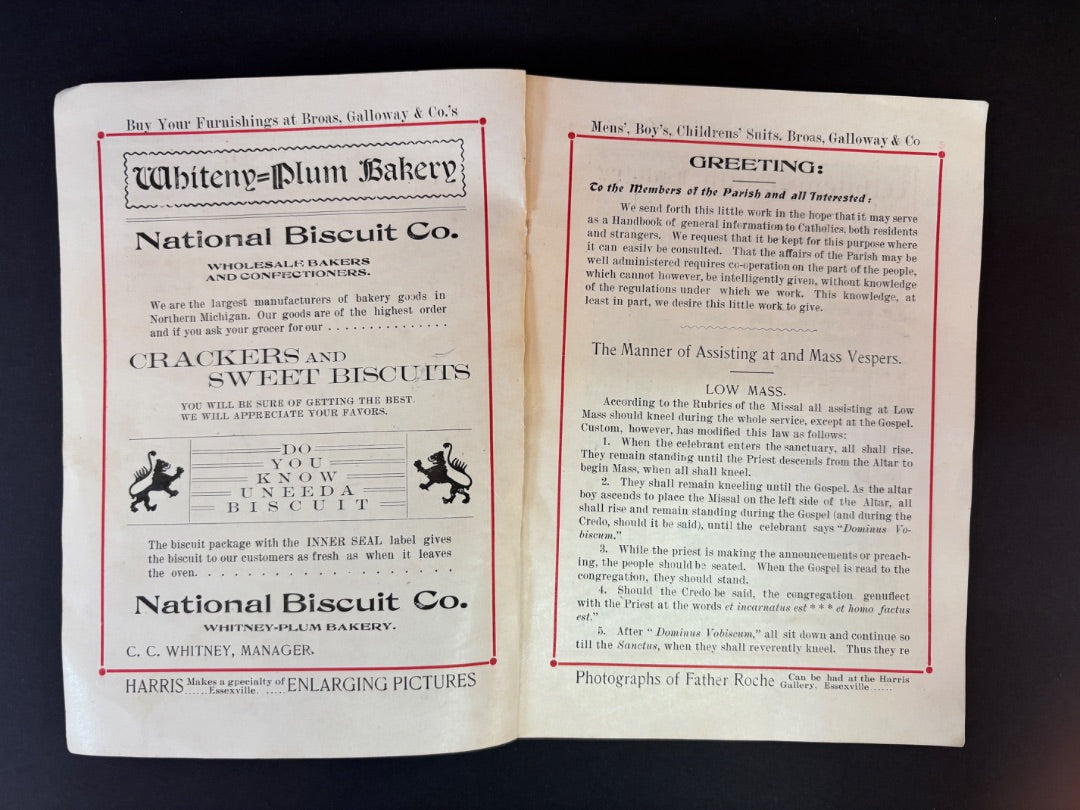 Buy Your Furnishings at Broas, Galloway & Co.'s
Whiteny=Plum Bakery
National Biscuit Co.
WHOLESALE BAKERS
AND CONFECTIONERS.
We are the largest manufacturers of bakery goods in
Northern Michigan. Our goods are of the highest order
and if you ask your grocer for our . . . . . . . . . . . . . . .
CRACKERS AND
SWEET BISCUITS
YOU WILL BE SURE OF GETTING THE BEST.
WE WILL APPRECIATE YOUR FAVORS.
DO
YOU
KNOW
UNEEDA
BISCUIT
The biscuit package with the INNER SEAL label gives
the biscuit to our customers as fresh as when it leaves
the oven. . . . . . . . . . . . . . . . . . . .
National Biscuit Co.
WHITNEY-PLUM BAKERY.
C. C. WHITNEY, MANAGER.
HARRIS Makes a gpecialty of ENLARGING PICTURES
......Essexville. .....
Mens', Boy's, Childrens' Suits. Broas, Galloway & Co
GREETING:
To the Members of the Parish and all Interested:
We send forth this little work in the hope that it may serve
as a Handbook of general information to Catholics, both residents
and strangers. We request that it be kept for this purpose where
it can easily be consulted. That the affairs of the Parish may be
well administered requires co-operation on the part of the people,
which cannot however, be intelligently given, without knowledge
of the regulations under which we work. This knowledge, at
least in part, we desire this little work to give.
The Manner of Assisting at and Mass Vespers.
LOW MASS.
According to the Rubrics of the Missal all assisting at Low
Mass should kneel during the whole service, except at the Gospel.
Custom, however, has modified this law as follows:
1. When the celebrant enters the sanctuary, all shall rise.
They remain standing until the Priest descends from the Altar to
begin Mass, when all shall kneel.
2. They shall remain kneeling until the Gospel. As the altar
boy ascends to place the Missal on the left side of the Altar, all
shall rise and remain standing during the Gospel (and during the
Credo, should it be said), until the celebrant says "Dominus Vo-
biscum."
3. While the priest is making the announcements or preach-
ing, the people should be seated. When the Gospel is read to the
congregation, they should stand.
4. Should the Credo be said, the congregation genuflect
with the Priest at the words et incarnatus est * * * et homo factus
est."
5. After "Dominus Vobiscum," all sit down and continue so
till the Sanctus, when they shall reverently kneel. Thus they re
Photographs of Father Roche Can be had at the Harris
Gallery, Essexville.....